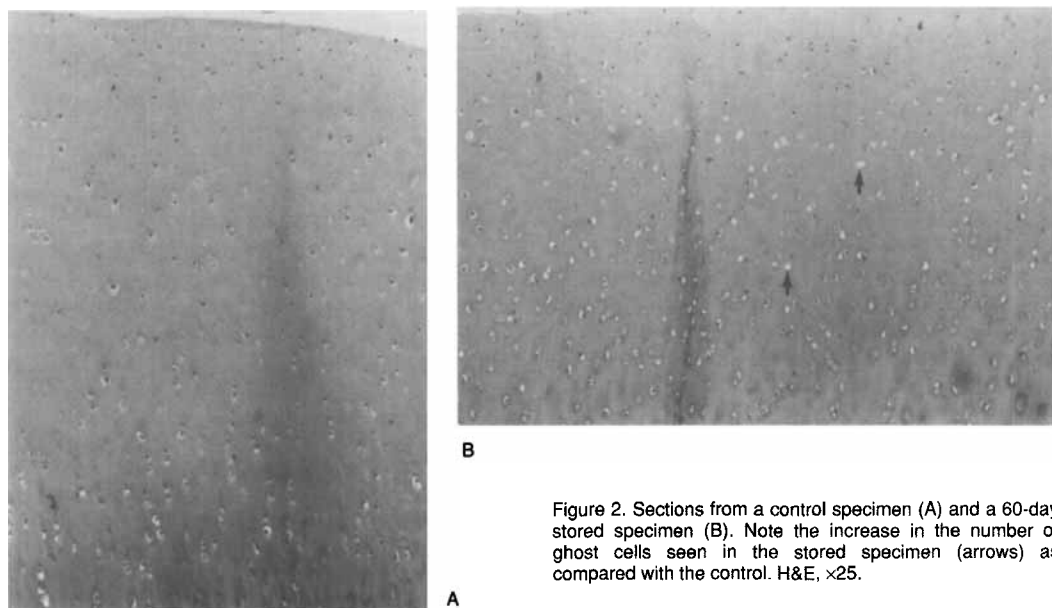 B
Figure 2. Sections from a control specimen (A) and a 60-day
stored specimen (B). Note the increase in the number o
ghost cells seen in the stored specimen (arrows) as
compared with the control. H&E, ×25.
A